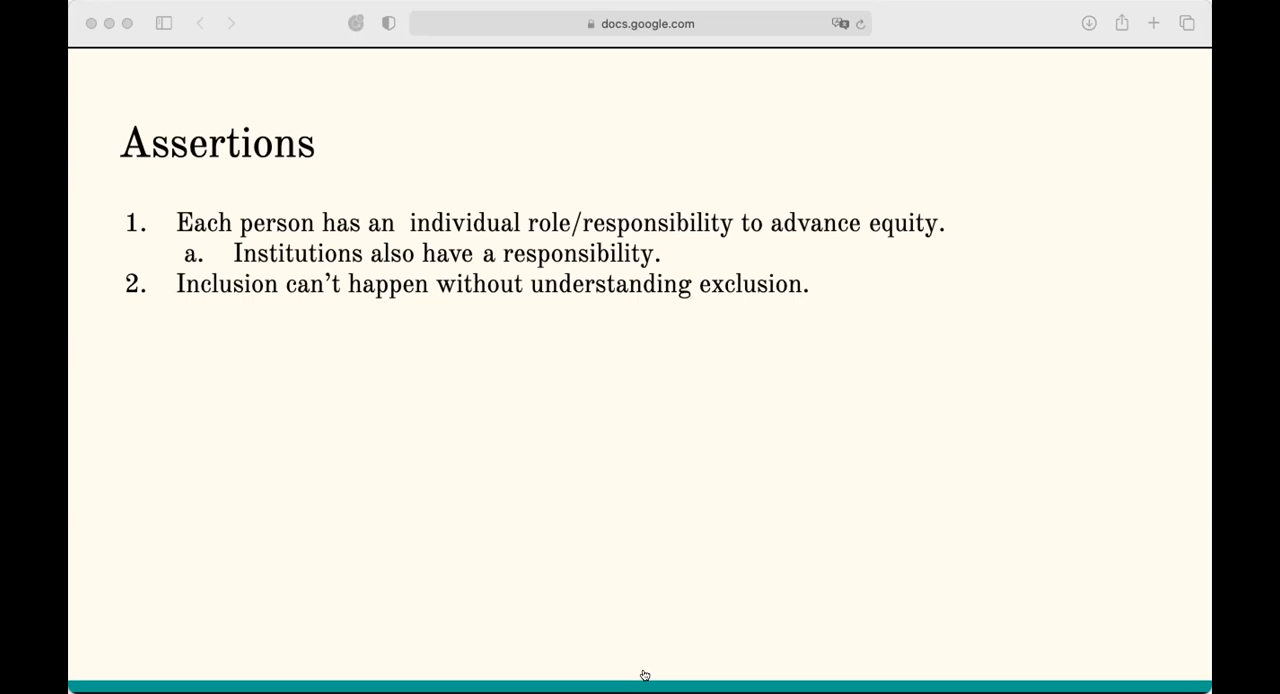 docs.google.com
Assertions
1. Each person has an  individual role/responsibility to advance equity.
a. Institutions also have a responsibility.
2. Inclusion can’t happen without understanding exclusion.